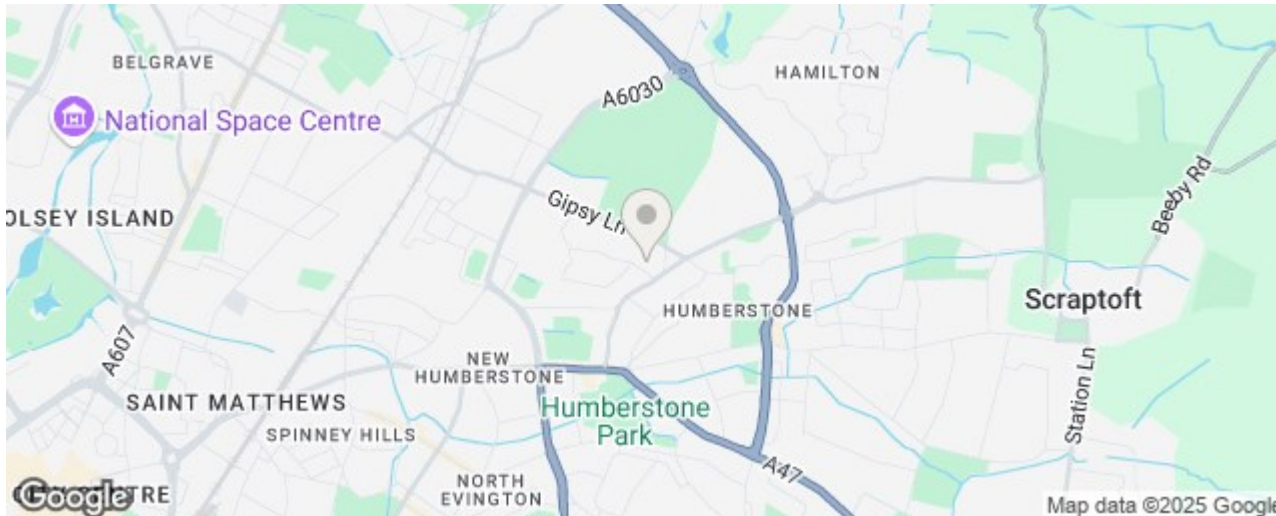 BELGRAVE
HAMILTON
A6030
National Space Centre
Beeby Rd
Gipsy Ln
OLSEY ISLAND
Scraptoft
HUMBERSTONE
A607
NEW
HUMBERSTONE
Station Ln
SAINT MATTHEWS
Humberstone
Park
SPINNEY HILLS
A47
NORTH
EVINGTON
Google
TRE
Map data ©2025 Google